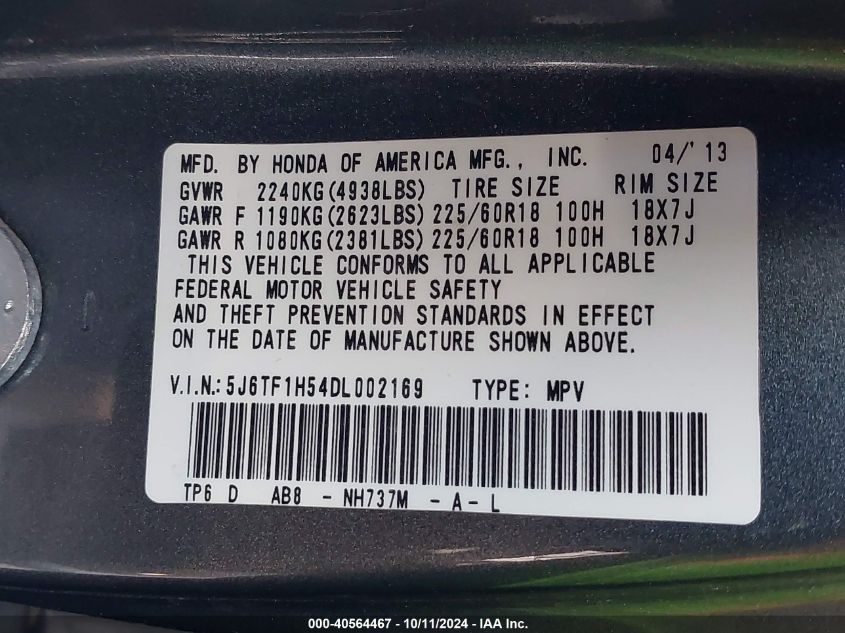 MFD. BY HONDA OF AMERICA MFG., INC. 04/'13
GVWR 2240KG(4938LBS) TIRE SIZE RIM SIZE
GAWR F 1190KG(2623LBS) 225/60R18 100H 18X7J
GAWR R 1080KG(2381LBS) 225/60R18 100H 18X7J
THIS VEHICLE CONFORMS TO ALL APPLICABLE
FEDERAL MOTOR VEHICLE SAFETY
AND THEFT PREVENTION STANDARDS IN EFFECT
ON THE DATE OF MANUFACTURE SHOWN ABOVE.
V.I.N.: 5J6TF1H54DL002169 TYPE: MPV
TP6 D AB8 - NH737M - A - L
000-40564467 - 10/11/2024 - IAA Inc.